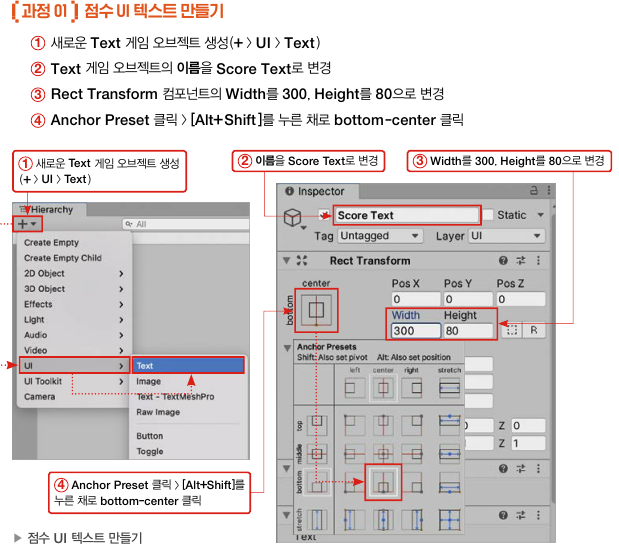 [과정 01] 점수 UI 텍스트 만들기
① 새로운 Text 게임 오브젝트 생성(+ > UI > Text)
② Text 게임 오브젝트의 이름을 Score Text로 변경
③ Rect Transform 컴포넌트의 Width를 300, Height를 80으로 변경
④ Anchor Preset 클릭 > [Alt+Shift]를 누른 채로 bottom-center 클릭
① 새로운 Text 게임 오브젝트 생성
(+ > UI > Text)
② 이름을 Score Text로 변경
③ Width를 300, Height를 80으로 변경
Hierarchy
+
All
Create Empty
Create Empty Child
2D Object
3D Object
Effects
Light
Audio
Video
UI
UI Toolkit
Camera
Text
Image
Text - TextMeshPro
Raw Image
Button
Toggle
Inspector
Score Text
Static
Tag Untagged
Layer UI
Rect Transform
center
bottom
Pos X Pos Y Pos Z
0 0 0
Width Height
300 80
R
Anchor Presets
Shift: Also set pivot Alt: Also set position
left center right stretch
top
middle
bottom
stretch
0 Z 0
Z 1
Text
④ Anchor Preset 클릭 > [Alt+Shift]를
누른 채로 bottom-center 클릭
▶ 점수 UI 텍스트 만들기